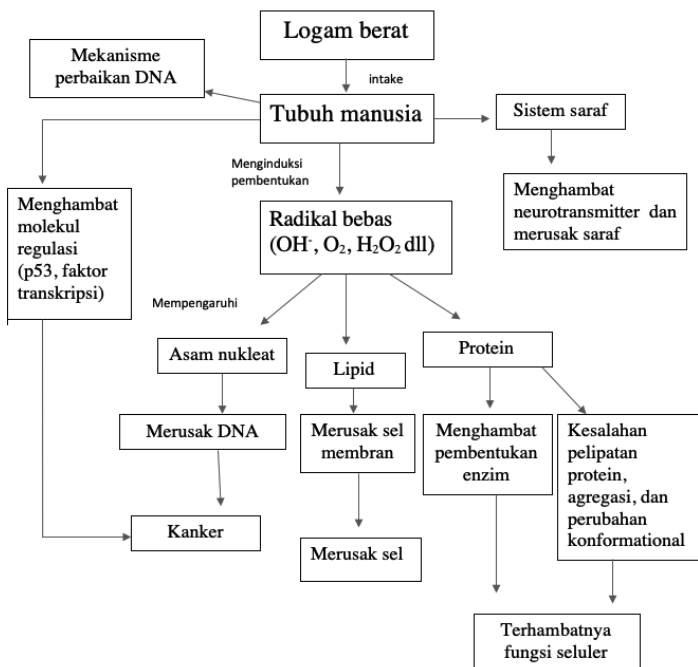 Logam berat
Mekanisme
perbaikan DNA
intake
Tubuh manusia
Sistem saraf
Menginduksi
pembentukan
Menghambat
neurotransmitter dan
merusak saraf
Menghambat
molekul
regulasi
(p53, faktor
transkripsi)
Radikal bebas
(OH⁻, O₂, H₂O₂ dll)
Mempengaruhi
Asam nukleat
Lipid
Protein
Merusak DNA
Merusak sel
membran
Menghambat
pembentukan
enzim
Kesalahan
pelipatan
protein,
agregasi, dan
perubahan
konformational
Kanker
Merusak sel
Terhambatnya
fungsi seluler